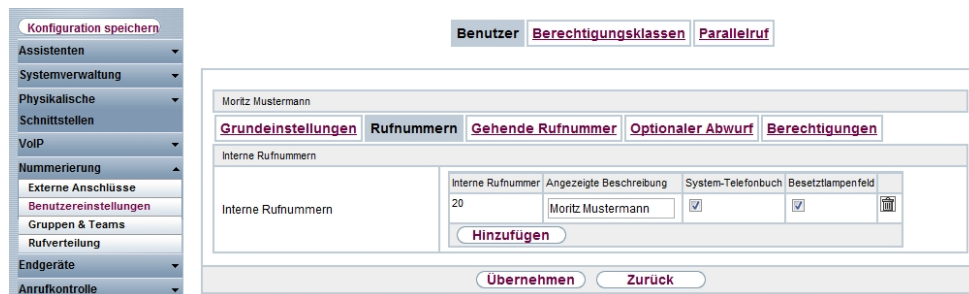 Konfiguration speichern
Assistenten
Systemverwaltung
Physikalische
Schnittstellen
VoIP
Nummerierung
Externe Anschlüsse
Benutzereinstellungen
Gruppen & Teams
Rufverteilung
Endgeräte
Anrufkontrolle
Benutzer Berechtigungsklassen Parallelruf
Moritz Mustermann
Grundeinstellungen Rufnummern Gehende Rufnummer Optionaler Abwurf Berechtigungen
Interne Rufnummern
Interne Rufnummern
Interne Rufnummer Angezeigte Beschreibung System-Telefonbuch Besetztlampenfeld
20 Moritz Mustermann
Hinzufügen
Übernehmen Zurück